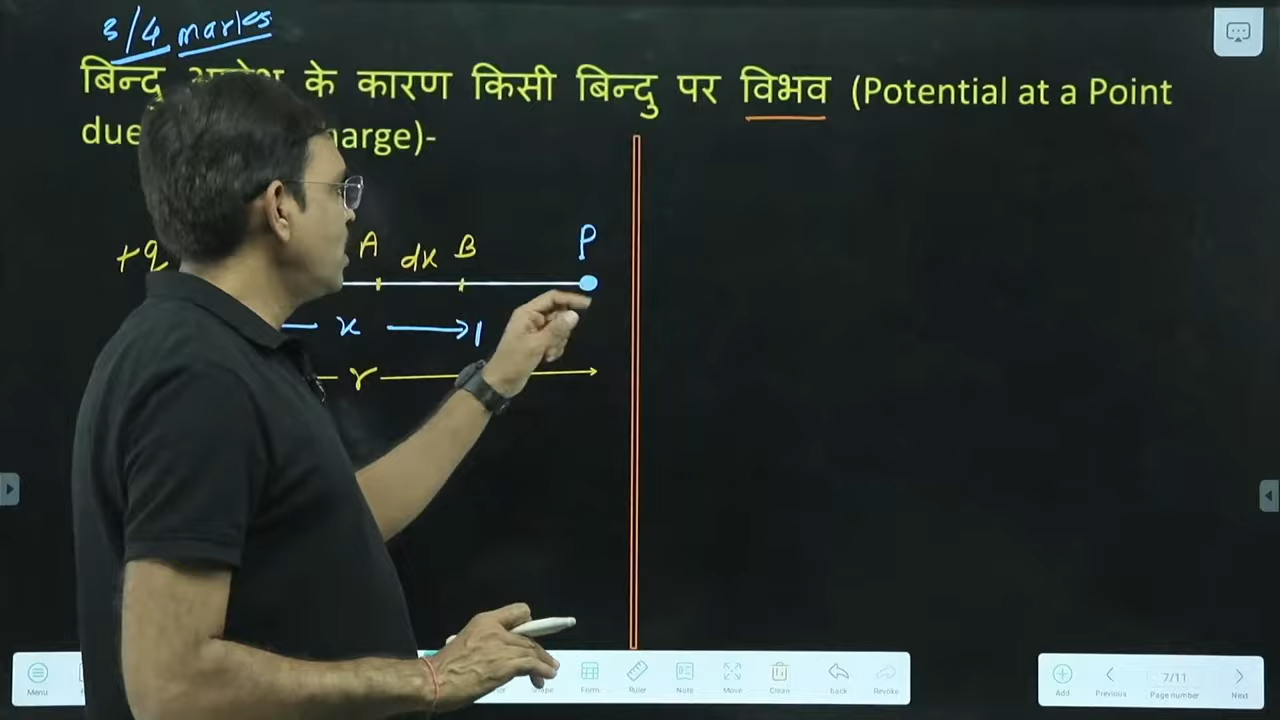 3/4 marks
बिन्दु के कारण किसी बिन्दु पर विभव (Potential at a Point
due arge)-
+q A dx B P
x
r
Menu Form Ruler Note Move Clean back Revoke
Add Previous 7/11 Page number Next